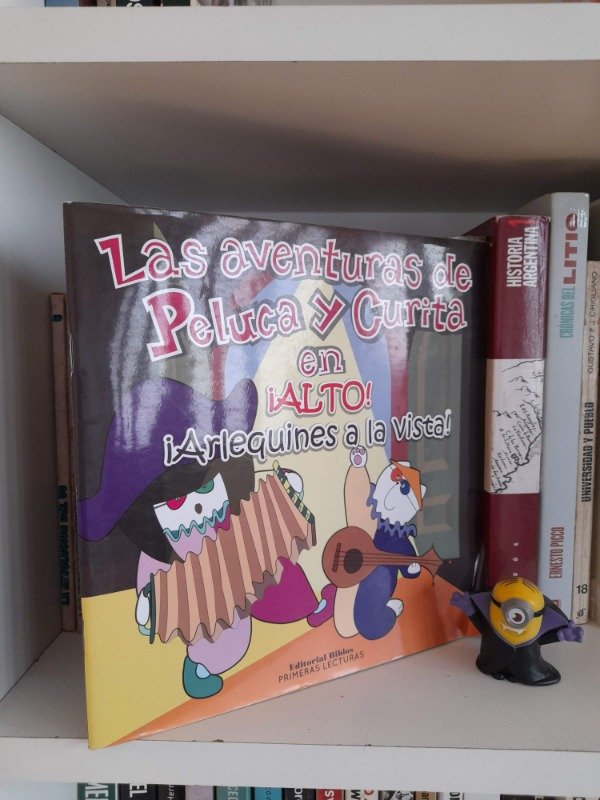 Las aventuras de
Peluca y Curita
en
¡ALTO!
¡Arlequines a la vista!
Editorial Biblos
PRIMERAS LECTURAS
HISTORIA
ARGENTINA
CRÓNICAS DEL LITIO
ERNESTO PICCO
GUSTAVO F. J. CIRIGLIANO
UNIVERSIDAD Y PUEBLO
18